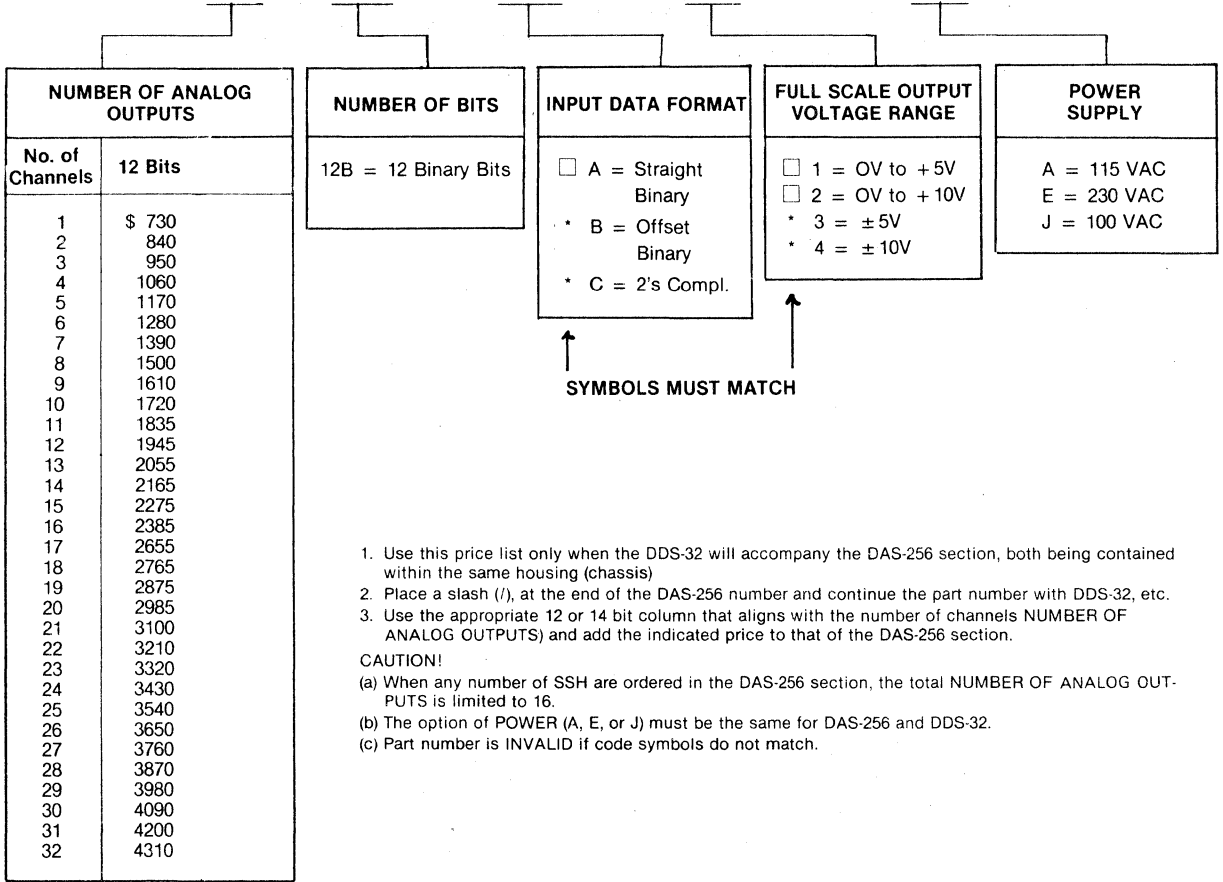 NUMBER OF ANALOG
OUTPUTS
No. of
Channels
12 Bits
1 $ 730
2 840
3 950
4 1060
5 1170
6 1280
7 1390
8 1500
9 1610
10 1720
11 1835
12 1945
13 2055
14 2165
15 2275
16 2385
17 2655
18 2765
19 2875
20 2985
21 3100
22 3210
23 3320
24 3430
25 3540
26 3650
27 3760
28 3870
29 3980
30 4090
31 4200
32 4310
NUMBER OF BITS
12B = 12 Binary Bits
INPUT DATA FORMAT
□ A = Straight
Binary
* B = Offset
Binary
* C = 2's Compl.
FULL SCALE OUTPUT
VOLTAGE RANGE
□ 1 = OV to +5V
□ 2 = OV to +10V
* 3 = ±5V
* 4 = ±10V
POWER
SUPPLY
A = 115 VAC
E = 230 VAC
J = 100 VAC
SYMBOLS MUST MATCH
1. Use this price list only when the DDS-32 will accompany the DAS-256 section, both being contained
within the same housing (chassis)
2. Place a slash (/), at the end of the DAS-256 number and continue the part number with DDS-32, etc.
3. Use the appropriate 12 or 14 bit column that aligns with the number of channels NUMBER OF
ANALOG OUTPUTS) and add the indicated price to that of the DAS-256 section.
CAUTION!
(a) When any number of SSH are ordered in the DAS-256 section, the total NUMBER OF ANALOG OUT-
PUTS is limited to 16.
(b) The option of POWER (A, E, or J) must be the same for DAS-256 and DDS-32.
(c) Part number is INVALID if code symbols do not match.